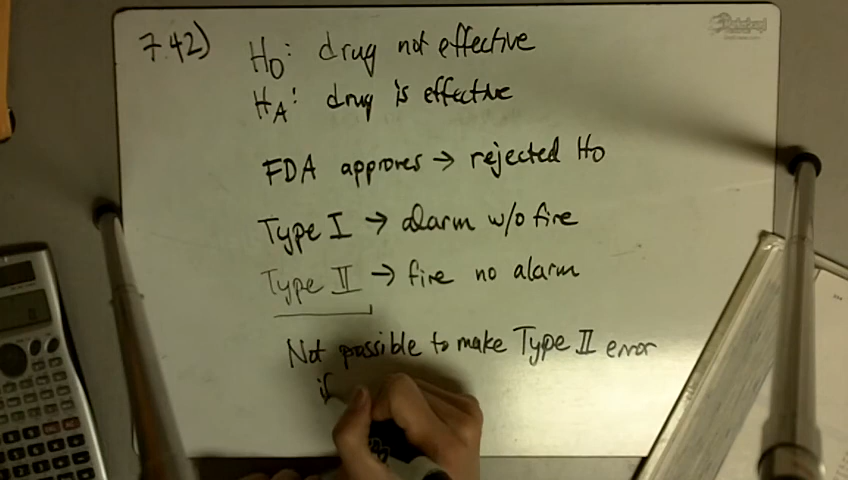 7.42)
H0: drug not effective
HA: drug is effective
FDA approves → rejected H0
Type I → alarm w/o fire
Type II → fire no alarm
Not possible to make Type II error
if